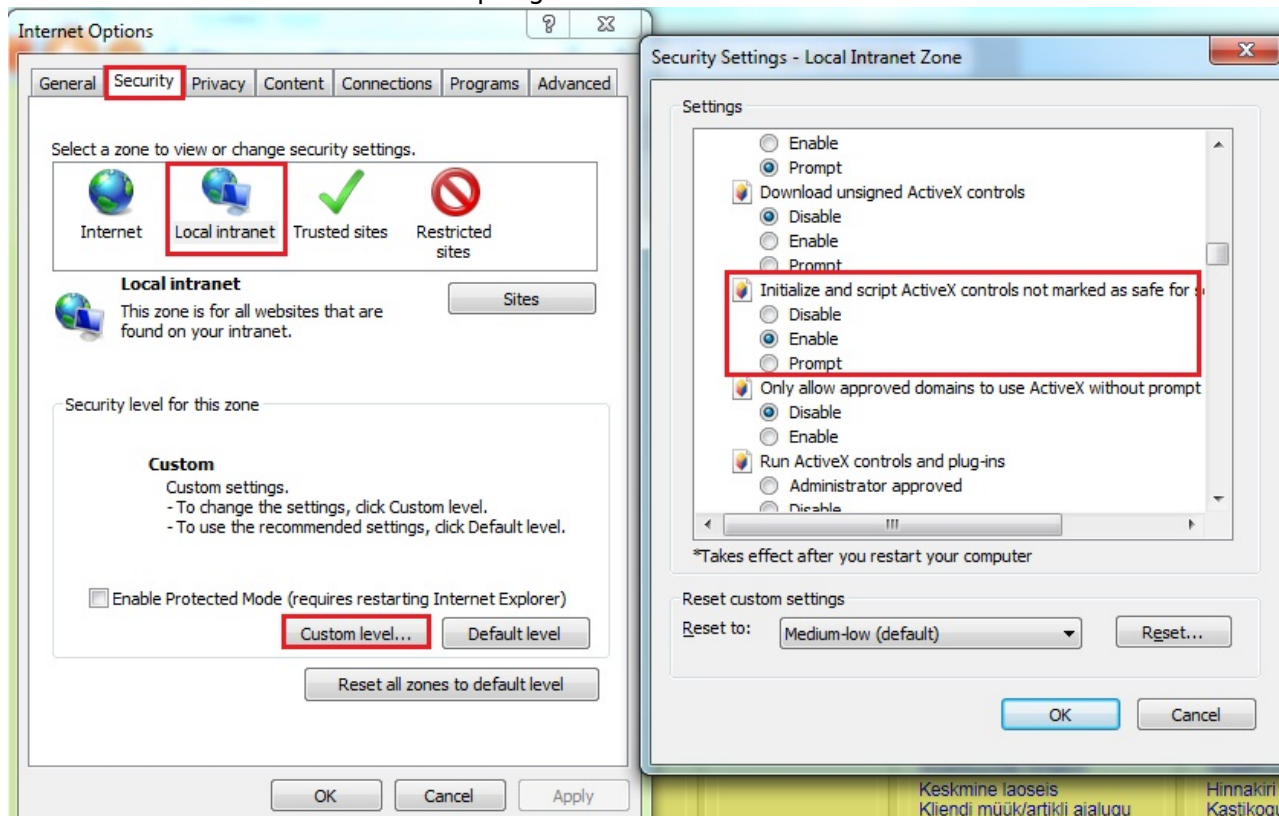 Internet Options
General Security Privacy Content Connections Programs Advanced
Select a zone to view or change security settings.
Internet Local intranet Trusted sites Restricted sites
Local intranet
This zone is for all websites that are
found on your intranet.
Sites
Security level for this zone
Custom
Custom settings.
- To change the settings, click Custom level.
- To use the recommended settings, click Default level.
Enable Protected Mode (requires restarting Internet Explorer)
Custom level... Default level
Reset all zones to default level
OK Cancel Apply
Security Settings - Local Intranet Zone
Settings
Enable
Prompt
Download unsigned ActiveX controls
Disable
Enable
Prompt
Initialize and script ActiveX controls not marked as safe for
Disable
Enable
Prompt
Only allow approved domains to use ActiveX without prompt
Disable
Enable
Run ActiveX controls and plug-ins
Administrator approved
Disable
*Takes effect after you restart your computer
Reset custom settings
Reset to: Medium-low (default) Reset...
OK Cancel
Keskmine laoseis Hinnakiri
Kliendi müük/artikli ajalugu